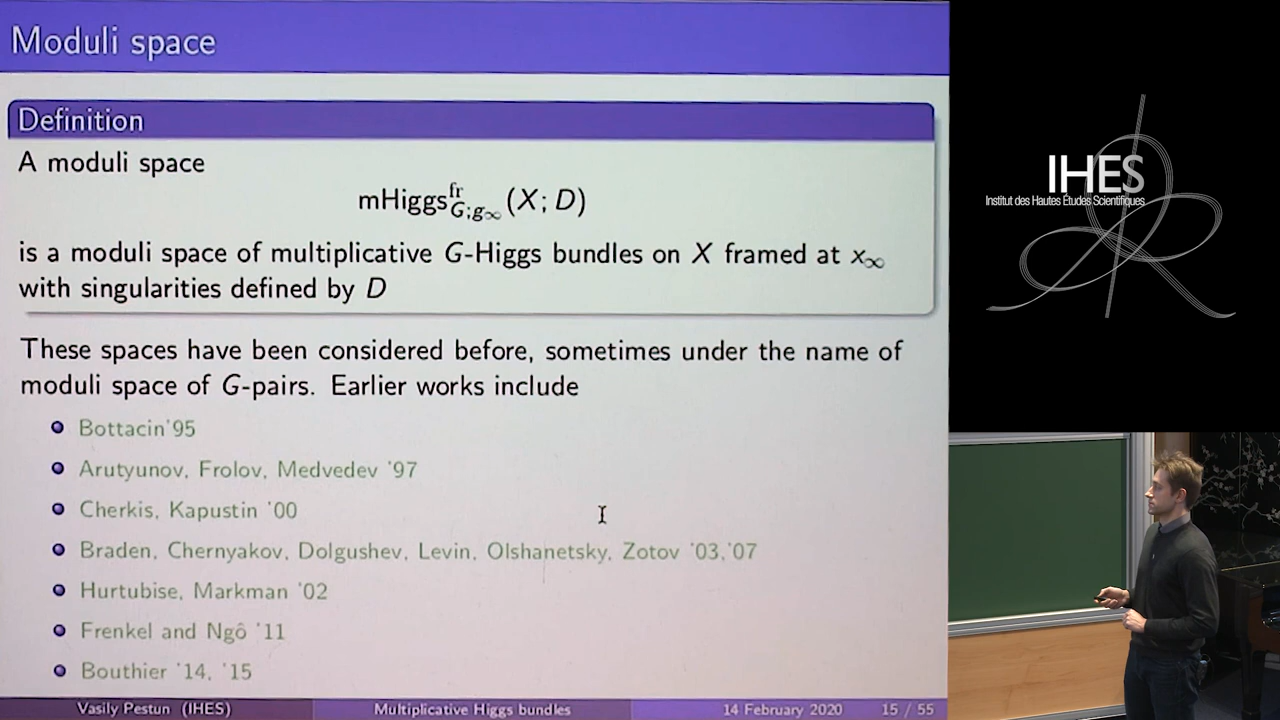 Moduli space
Definition
A moduli space
mHiggs^{fr}_{G;g_∞}(X; D)
is a moduli space of multiplicative G-Higgs bundles on X framed at x_∞
with singularities defined by D
These spaces have been considered before, sometimes under the name of
moduli space of G-pairs. Earlier works include
Bottacin'95
Arutyunov, Frolov, Medvedev '97
Cherkis, Kapustin '00
Braden, Chernyakov, Dolgushev, Levin, Olshanetsky, Zotov '03,'07
Hurtubise, Markman '02
Frenkel and Ngô '11
Bouthier '14, '15
Vasily Pestun (IHES)
Multiplicative Higgs bundles
14 February 2020
15 / 55
IHES
Institut des Hautes Études Scientifiques